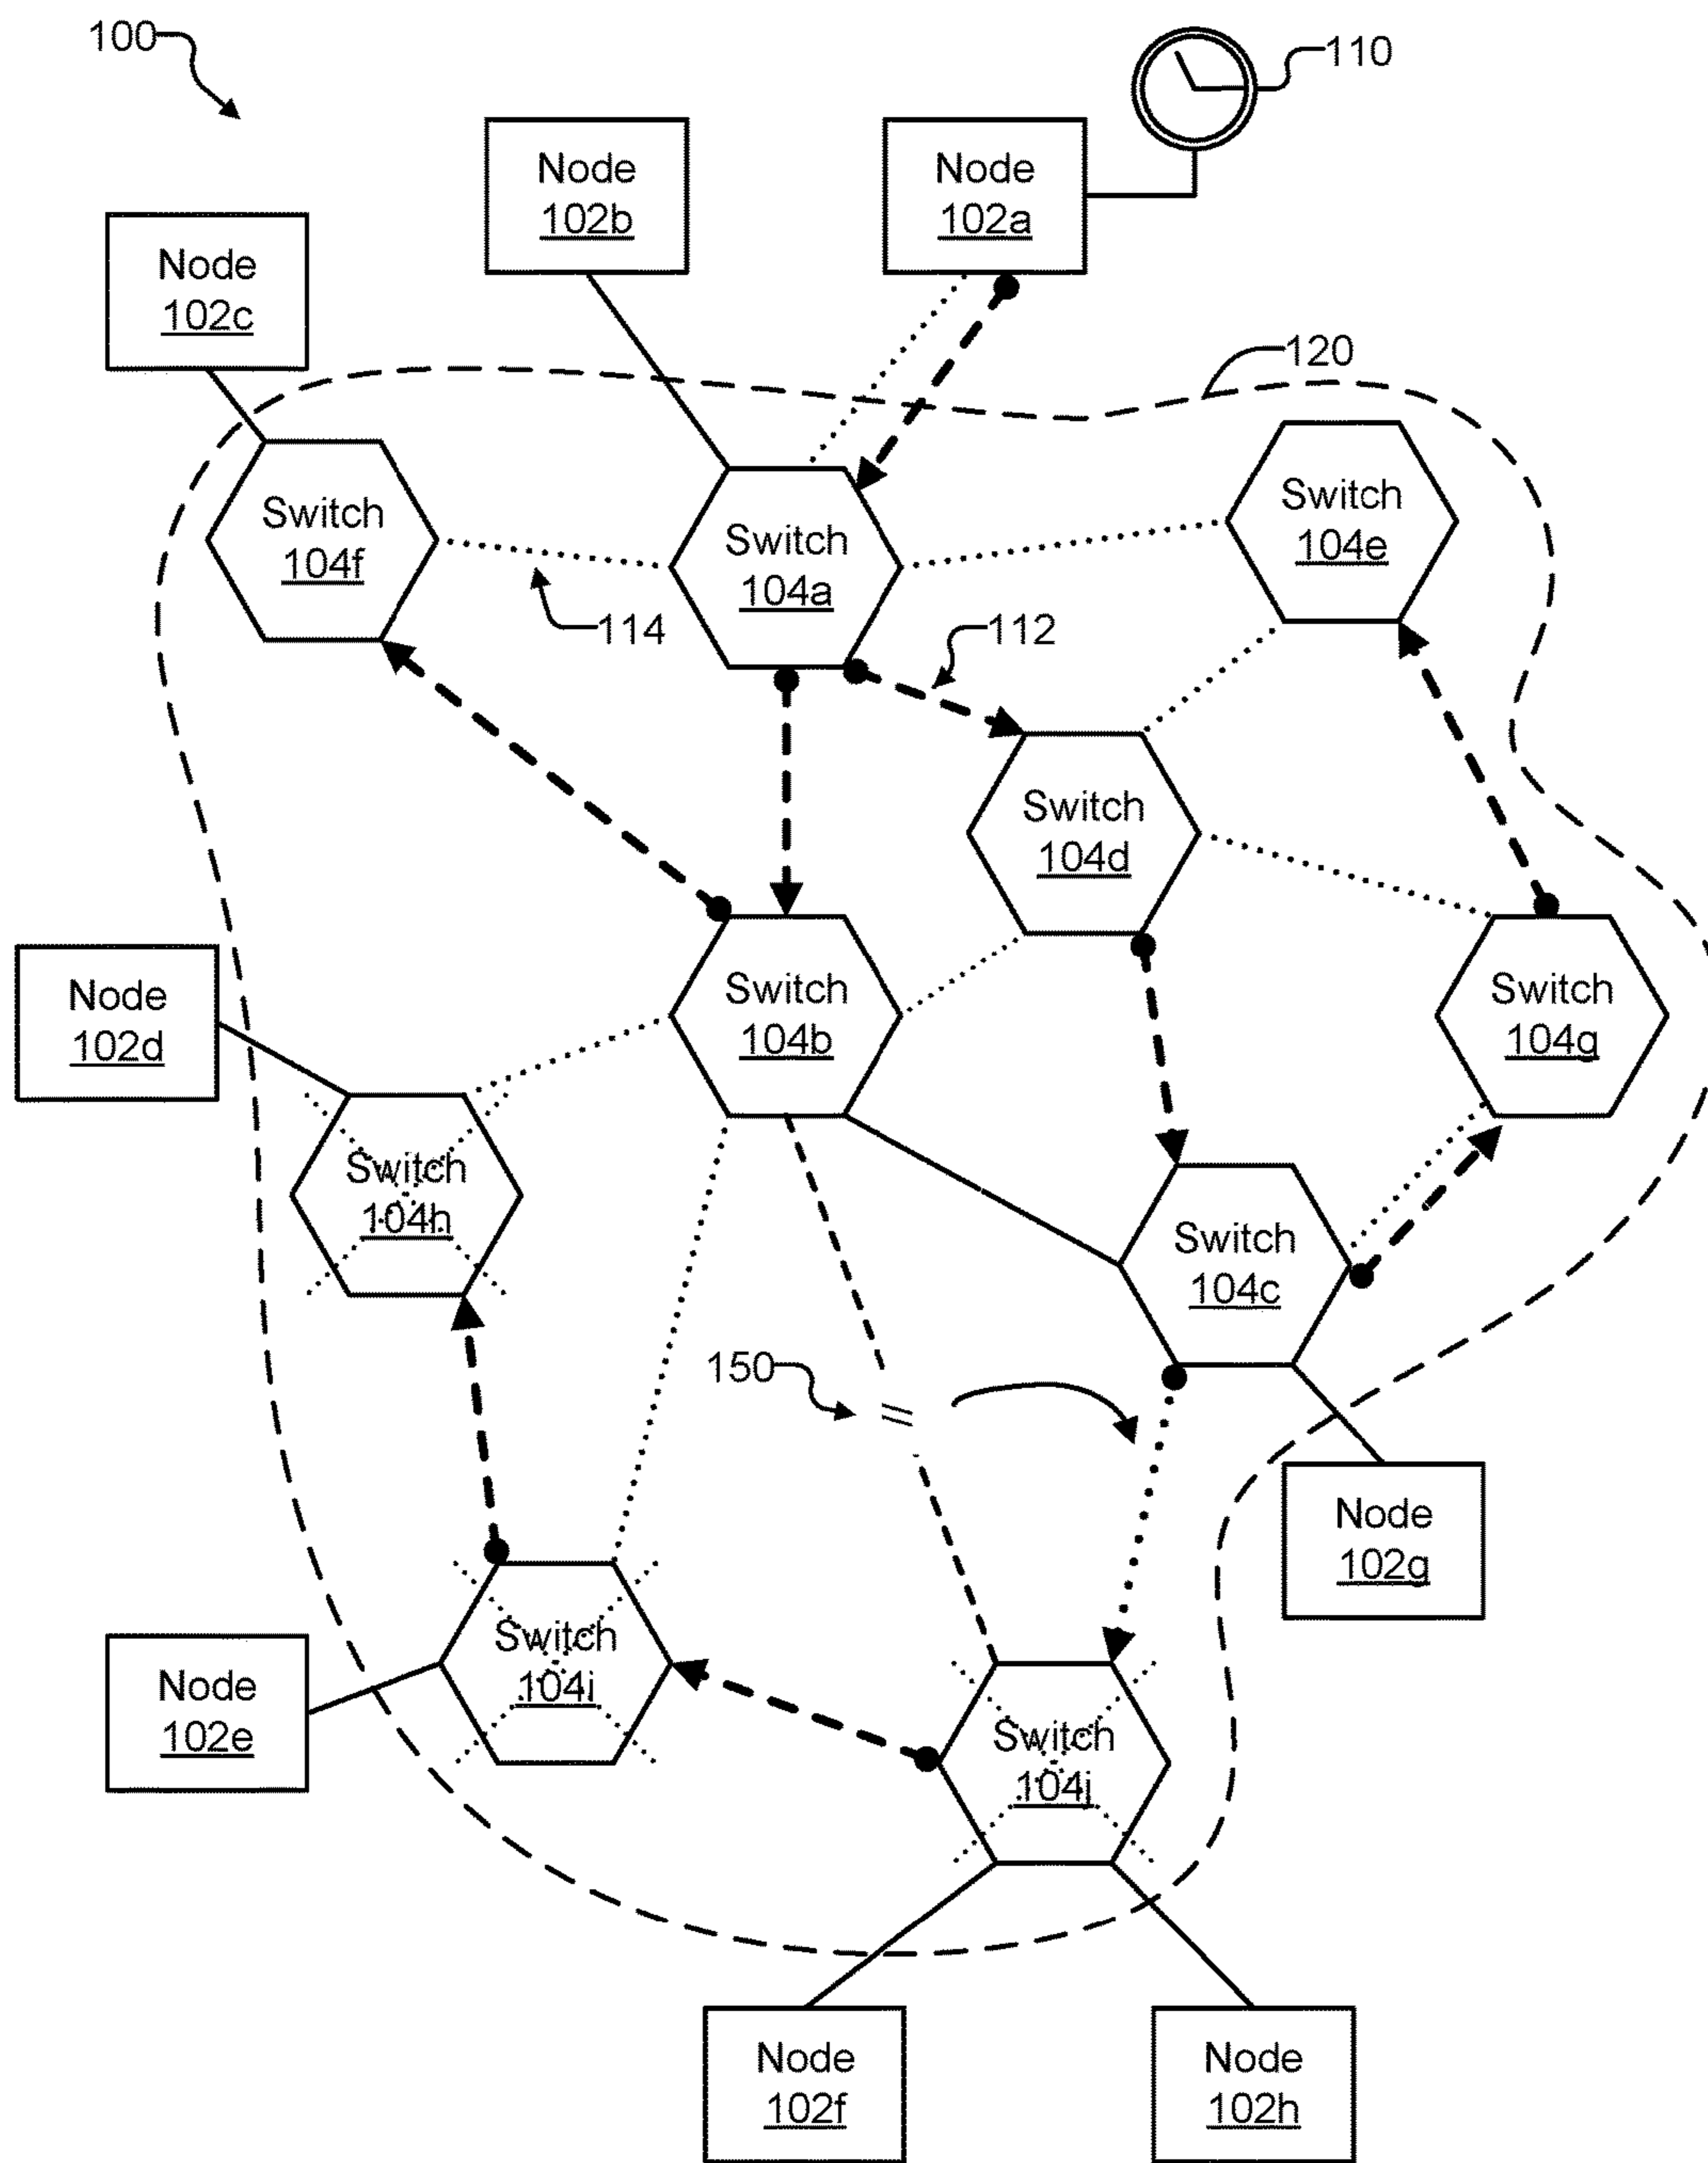 100
110
Node
102b
Node
102a
Node
102c
120
Switch
104f
Switch
104a
Switch
104e
114
112
Switch
104d
Node
102d
Switch
104b
Switch
104g
Switch
104h
Switch
104c
150
Node
102g
Switch
104i
Node
102e
Switch
104j
Node
102f
Node
102h